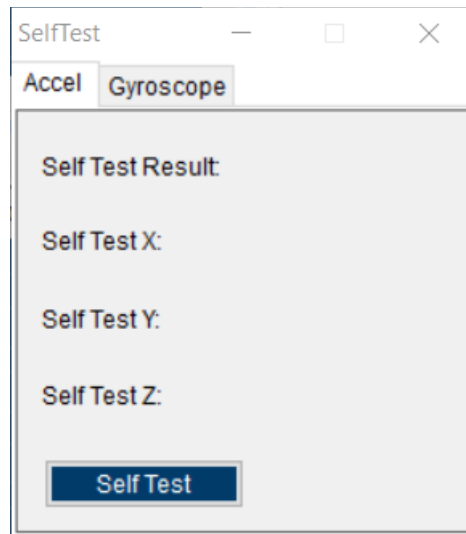 SelfTest
Accel Gyroscope
Self Test Result:
Self Test X:
Self Test Y:
Self Test Z:
Self Test